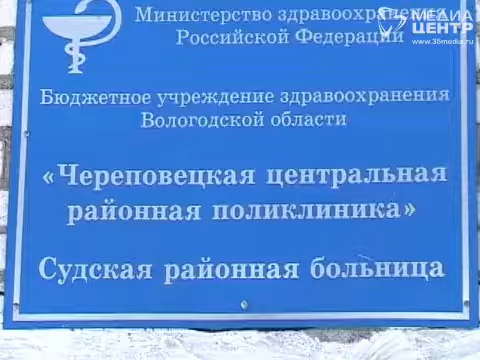 Министерство здравоохранения
Российской Федерации
МЕДИА
ЦЕНТР
www.35media.ru
Бюджетное учреждение здравоохранения
Вологодской области
«Череповецкая центральная
районная поликлиника»
Судская районная больница